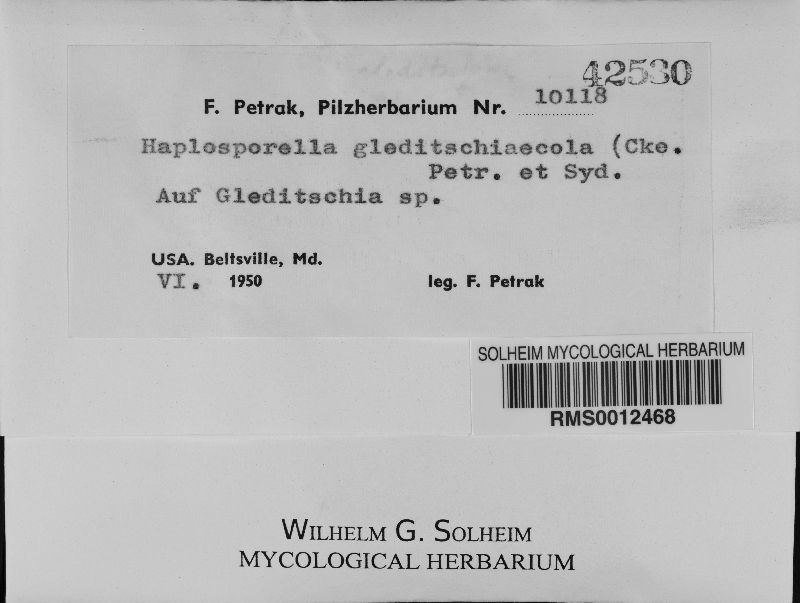 42530
F. Petrak, Pilzherbarium Nr. 10118
Haplosporella gleditschiaecola (Cke.
Petr. et Syd.
Auf Gleditschia sp.
USA. Beltsville, Md.
VI. 1950 leg. F. Petrak
SOLHEIM MYCOLOGICAL HERBARIUM
RMS0012468
WILHELM G. SOLHEIM
MYCOLOGICAL HERBARIUM